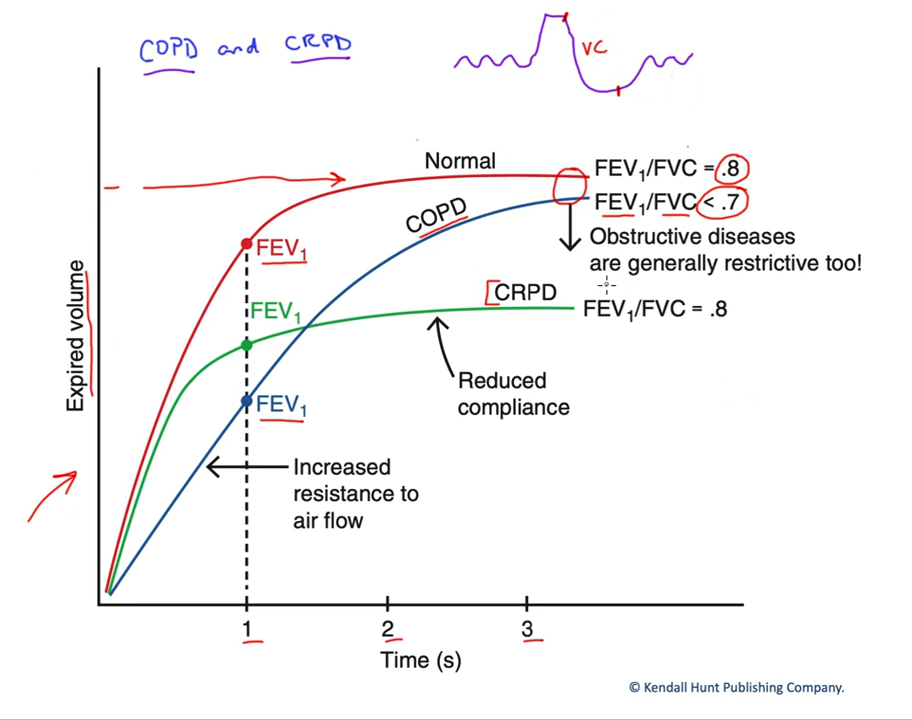 COPD and CRPD
VC
Normal
FEV1/FVC = .8
COPD
FEV1/FVC < .7
Obstructive diseases
are generally restrictive too!
FEV1
[CRPD
FEV1
FEV1/FVC = .8
Expired volume
Reduced
compliance
FEV1
Increased
resistance to
air flow
1 2 3
Time (s)
© Kendall Hunt Publishing Company.